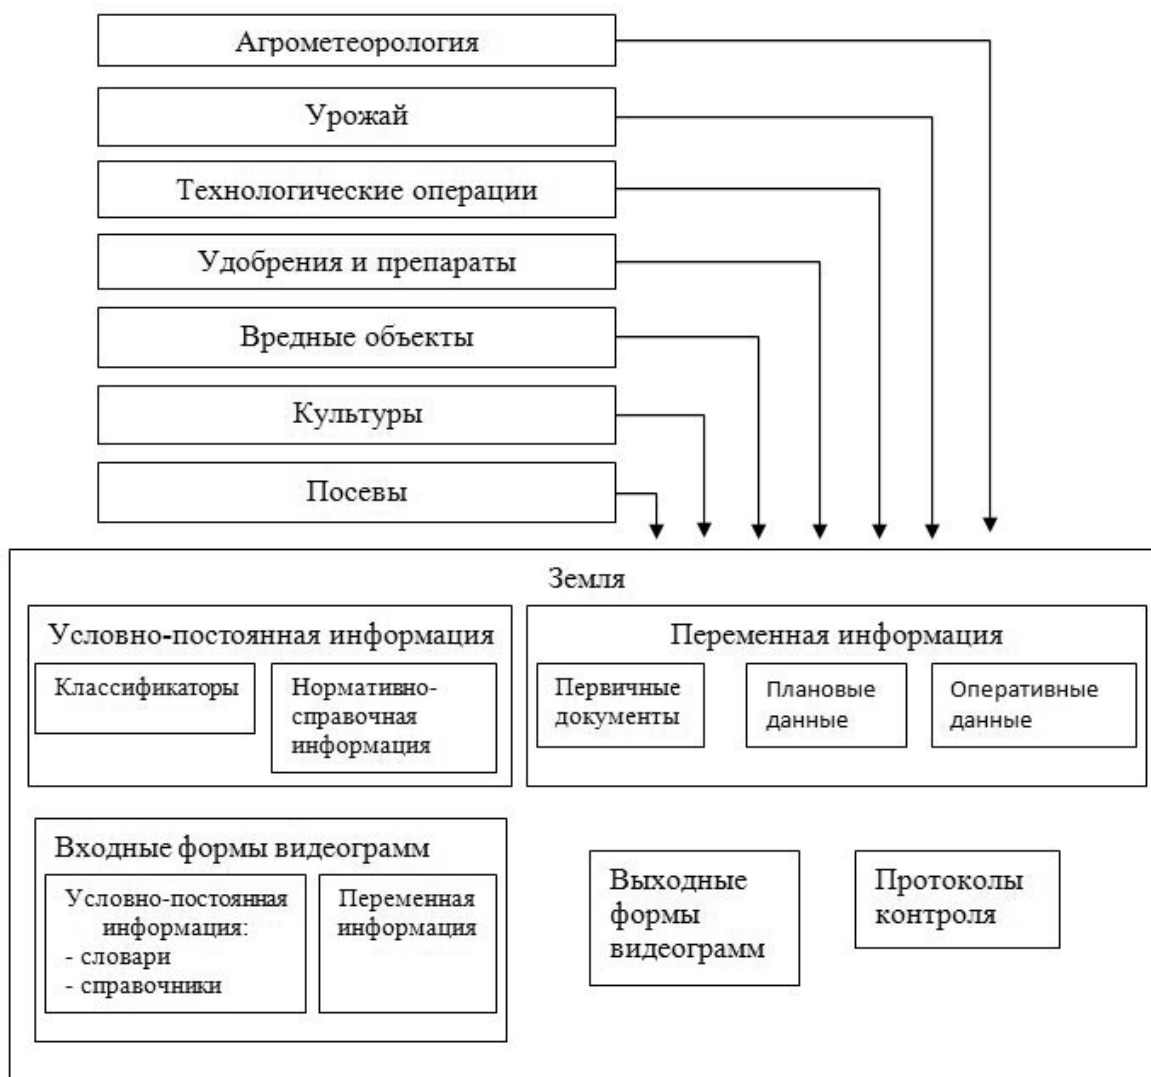 Агрометеорология
Урожай
Технологические операции
Удобрения и препараты
Вредные объекты
Культуры
Посевы
Земля
Условно-постоянная информация
Классификаторы
Нормативно-
справочная
информация
Переменная информация
Первичные
документы
Плановые
данные
Оперативные
данные
Входные формы видеограмм
Условно-постоянная
информация:
- словари
- справочники
Переменная
информация
Выходные
формы
видеограмм
Протоколы
контроля